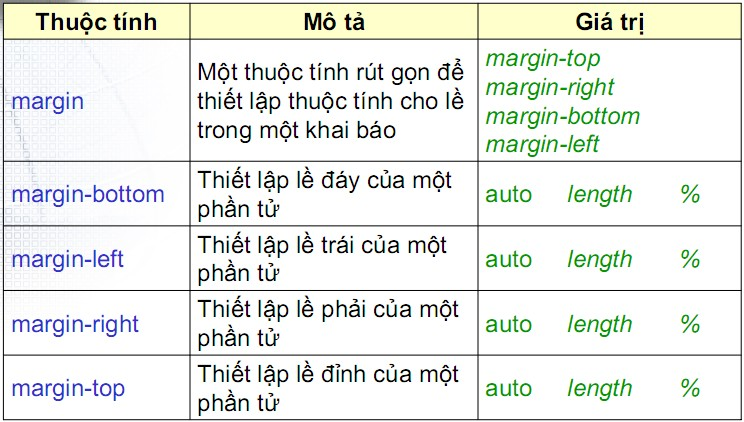 Thuộc tính Mô tả Giá trị
margin
Một thuộc tính rút gọn để
thiết lập thuộc tính cho lề
trong một khai báo
margin-top
margin-right
margin-bottom
margin-left
margin-bottom
Thiết lập lề đáy của một
phần tử
auto length %
margin-left
Thiết lập lề trái của một
phần tử
auto length %
margin-right
Thiết lập lề phải của một
phần tử
auto length %
margin-top
Thiết lập lề đỉnh của một
phần tử
auto length %